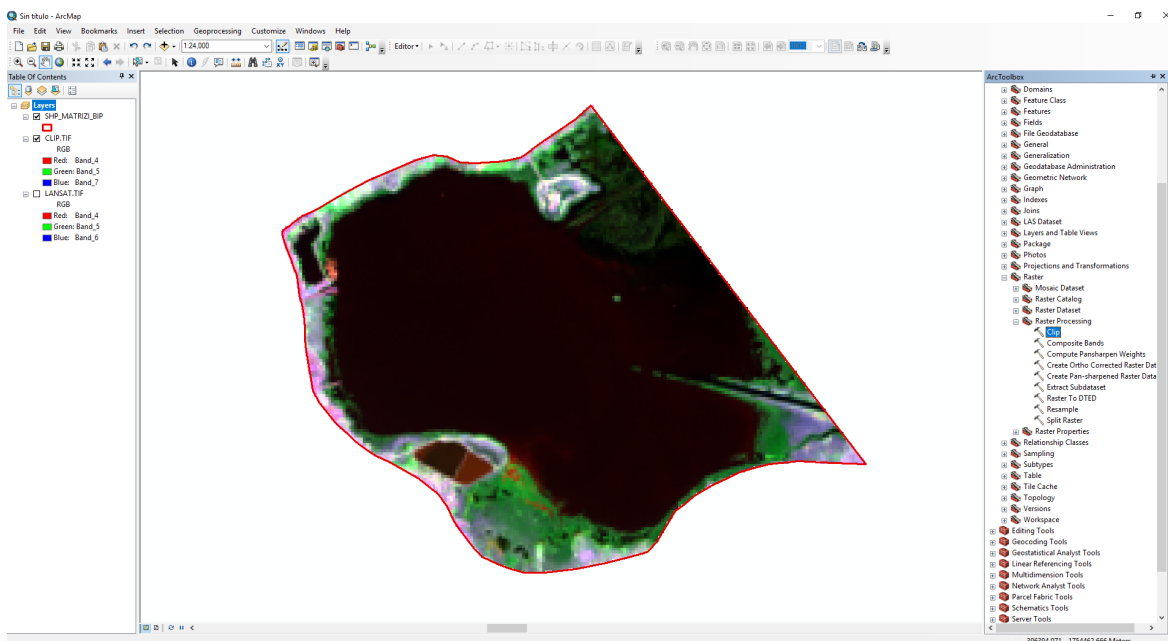 Sin titulo - ArcMap
File Edit View Bookmarks Insert Selection Geoprocessing Customize Windows Help
1:24,000 Editor
Table Of Contents
Layers
SHP_MATRIZI_BIP
CLIP.TIF
RGB
Red: Band_4
Green: Band_5
Blue: Band_7
LANSAT.TIF
RGB
Red: Band_4
Green: Band_5
Blue: Band_6
ArcToolbox
Domains
Feature Class
Features
Fields
File Geodatabase
General
Generalization
Geodatabase Administration
Geometric Network
Graph
Indexes
Joins
LAS Dataset
Layers and Table Views
Package
Photos
Projections and Transformations
Raster
Mosaic Dataset
Raster Catalog
Raster Dataset
Raster Processing
Clip
Composite Bands
Compute Pansharpen Weights
Create Ortho Corrected Raster Dat
Create Pan-sharpened Raster Data
Extract Subdataset
Raster To DTED
Resample
Split Raster
Raster Properties
Relationship Classes
Sampling
Subtypes
Table
Tile Cache
Topology
Versions
Workspace
Editing Tools
Geocoding Tools
Geostatistical Analyst Tools
Linear Referencing Tools
Multidimension Tools
Network Analyst Tools
Parcel Fabric Tools
Schematics Tools
Server Tools